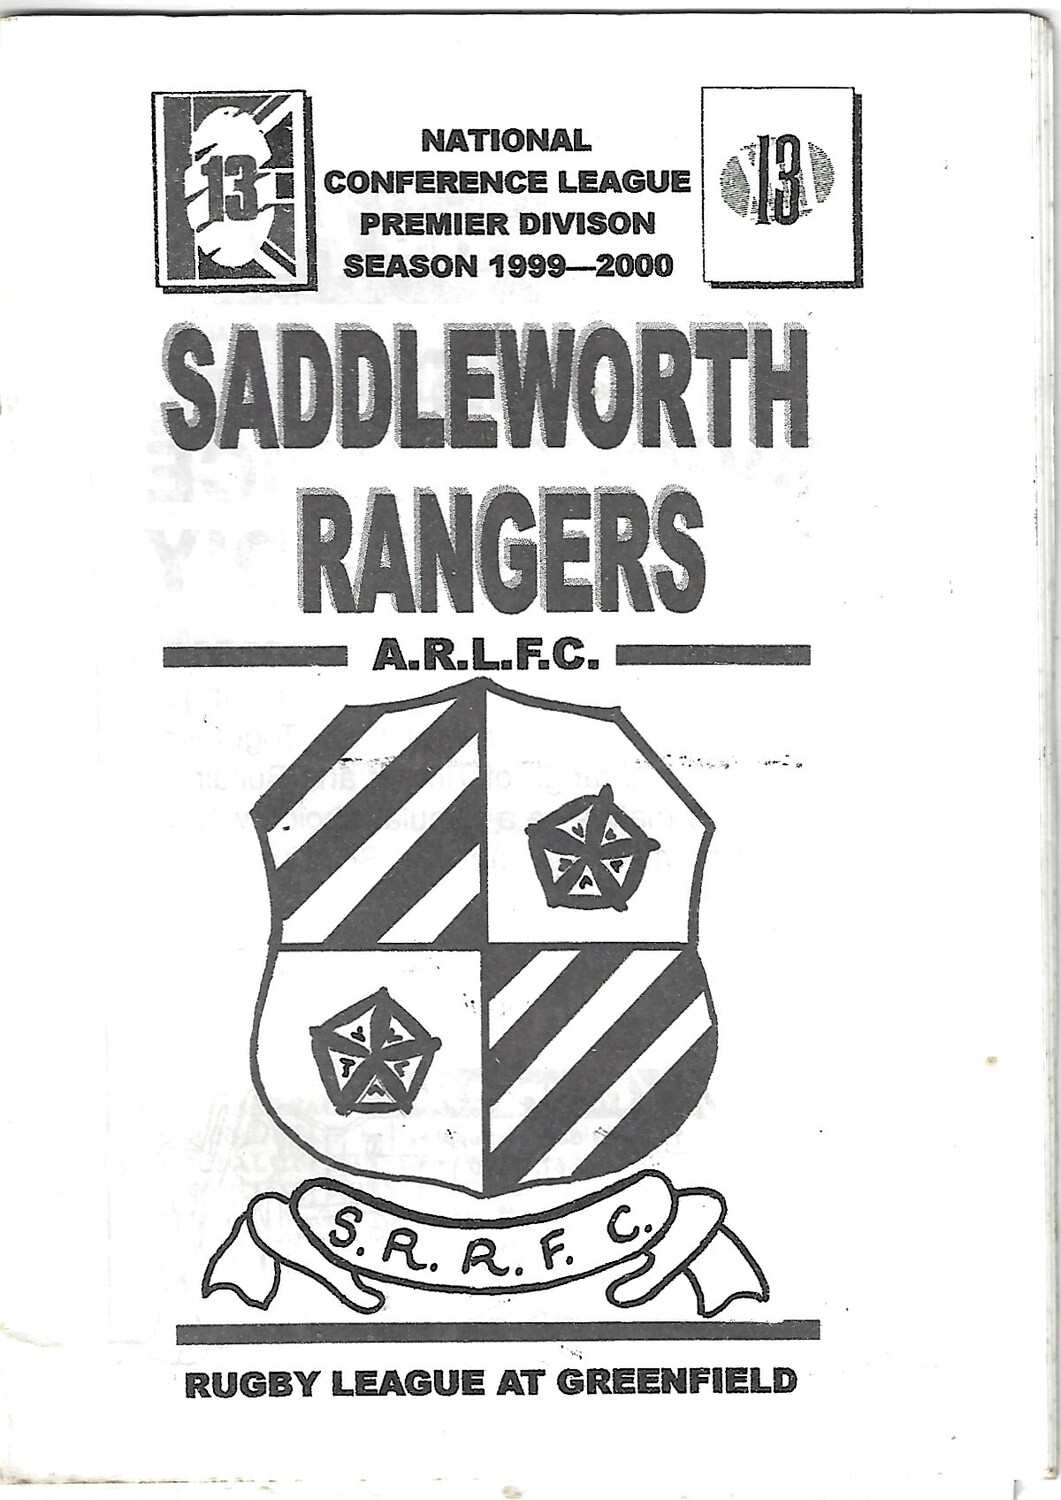 13
NATIONAL
CONFERENCE LEAGUE
PREMIER DIVISON
SEASON 1999—2000
13
SADDLEWORTH
RANGERS
A.R.L.F.C.
S.R.R.F.C.
RUGBY LEAGUE AT GREENFIELD